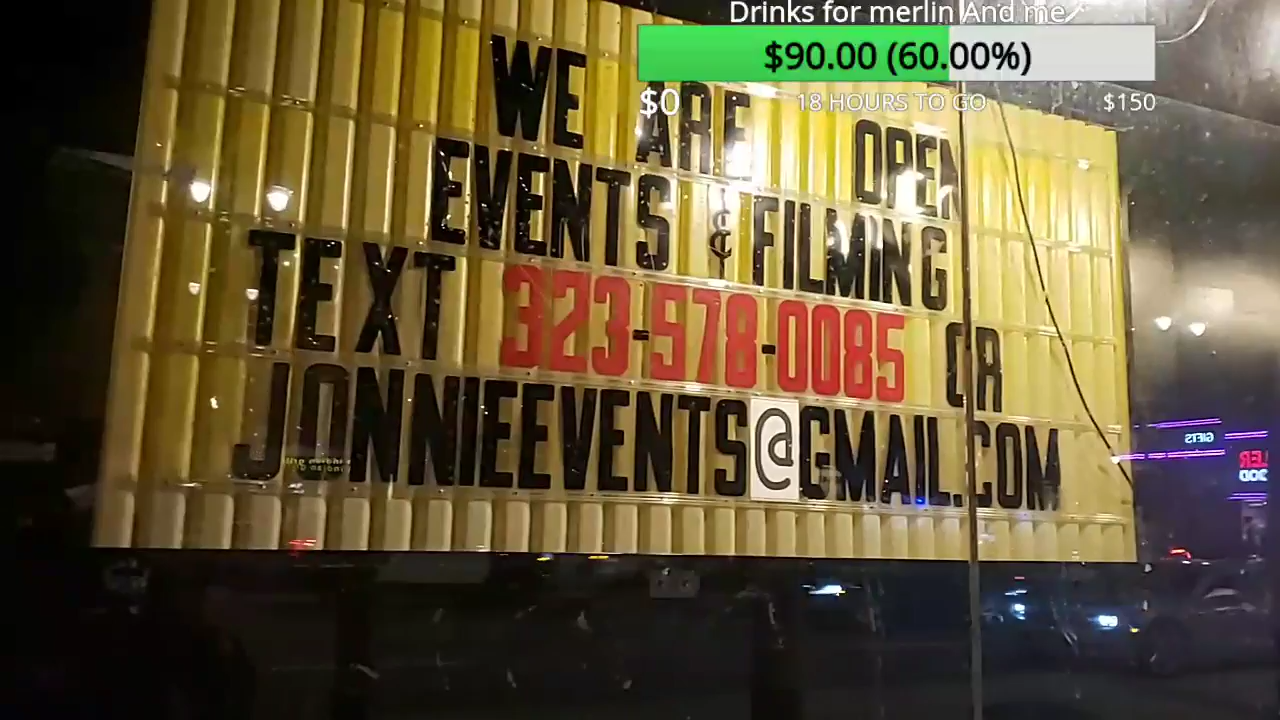 Drinks for merlin And me
$90.00 (60.00%)
$0 18 HOURS TO GO $150
WE ARE OPEN
EVENTS & FILMING
TEXT 323-578-0085 OR
JONNIEEVENTS@GMAIL.COM
GIFTS